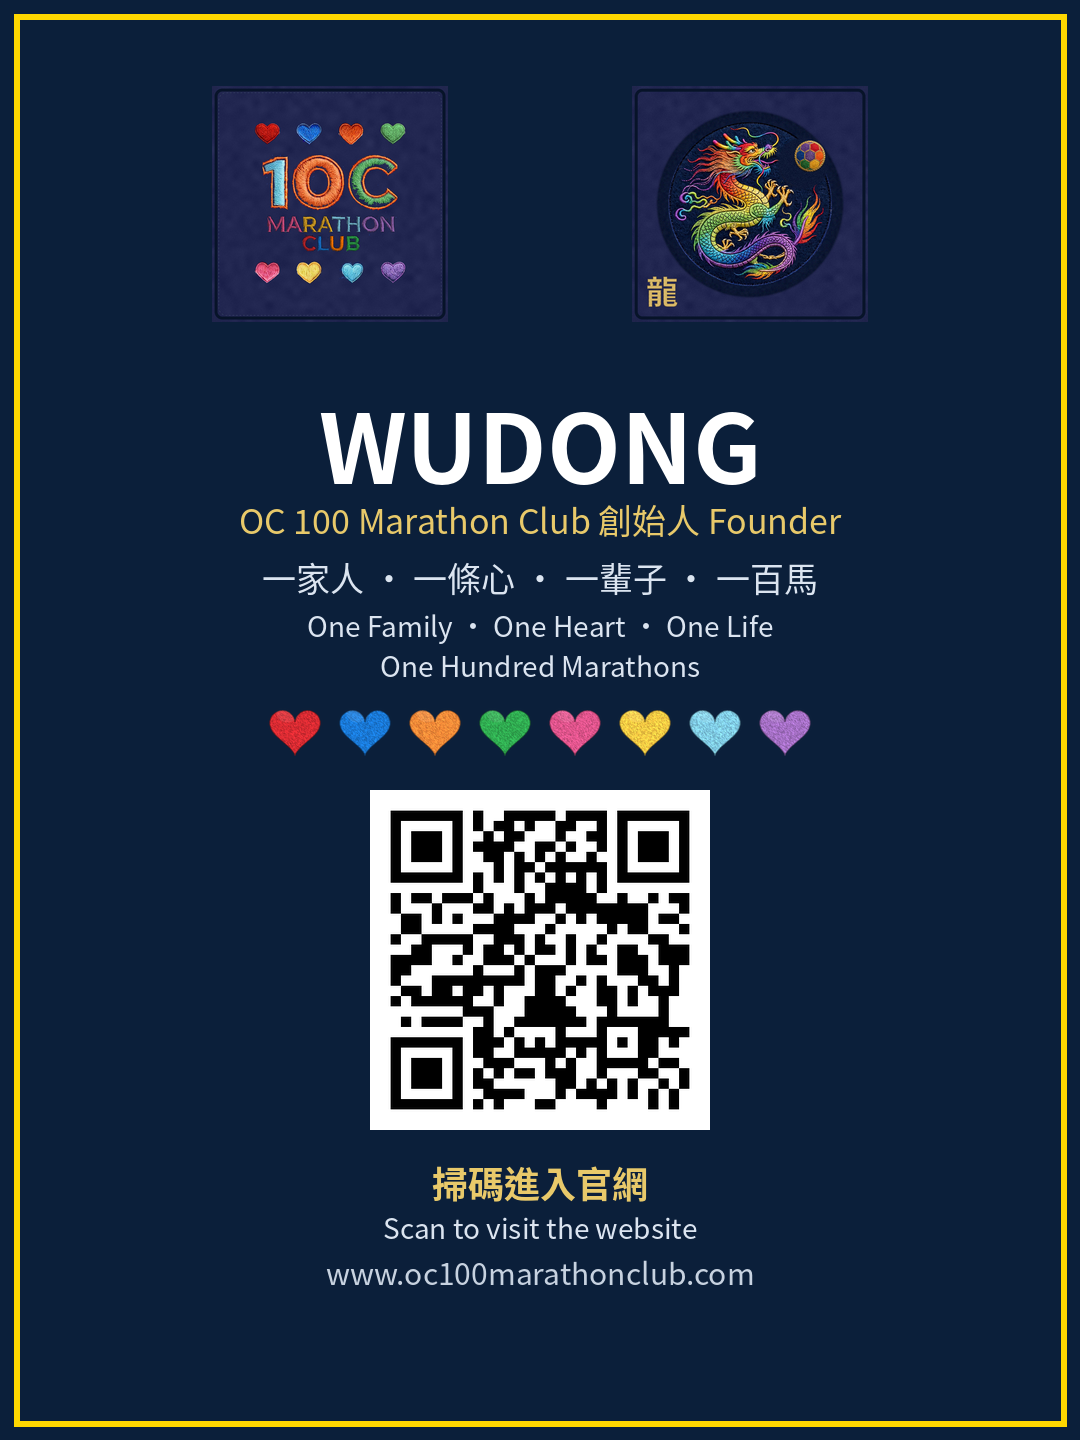 10C
MARATHON
CLUB
龍
WUDONG
OC 100 Marathon Club 創始人 Founder
一家人 · 一條心 · 一輩子 · 一百馬
One Family · One Heart · One Life
One Hundred Marathons
掃碼進入官網
Scan to visit the website
www.oc100marathonclub.com